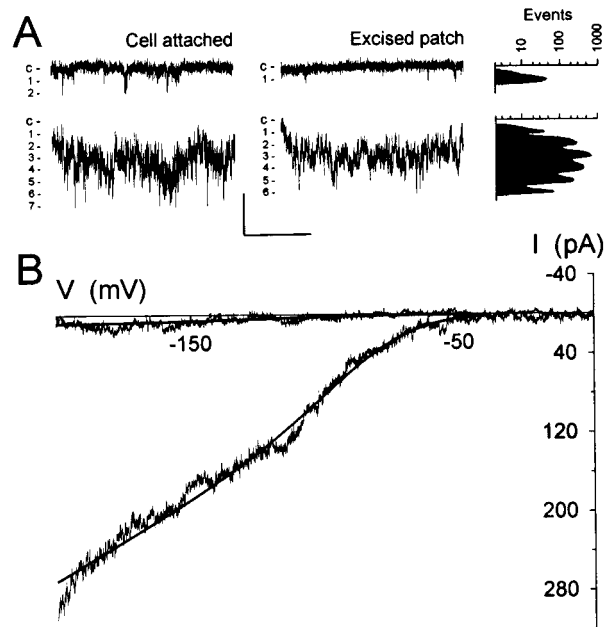 A
Cell attached
Excised patch
Events
10
100
1000
c -
1 -
2 -
c -
1 -
c -
1 -
2 -
3 -
4 -
5 -
6 -
7 -
c -
1 -
2 -
3 -
4 -
5 -
6 -
B
V (mV)
I (pA)
-40
-150
-50
40
120
200
280